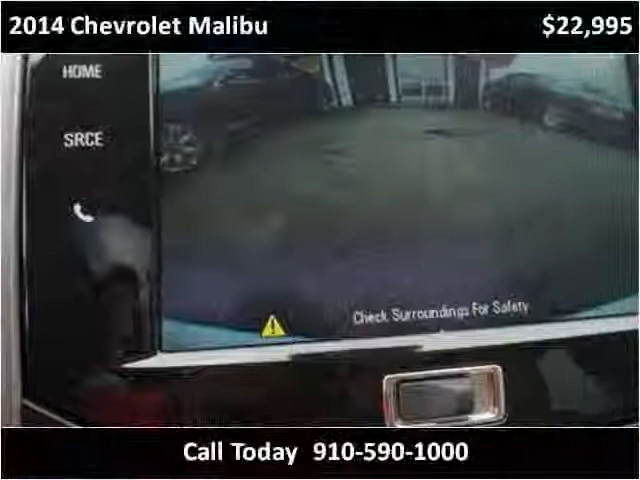 2014 Chevrolet Malibu $22,995
HOME
SRCE
Check Surroundings For Safety
Call Today 910-590-1000